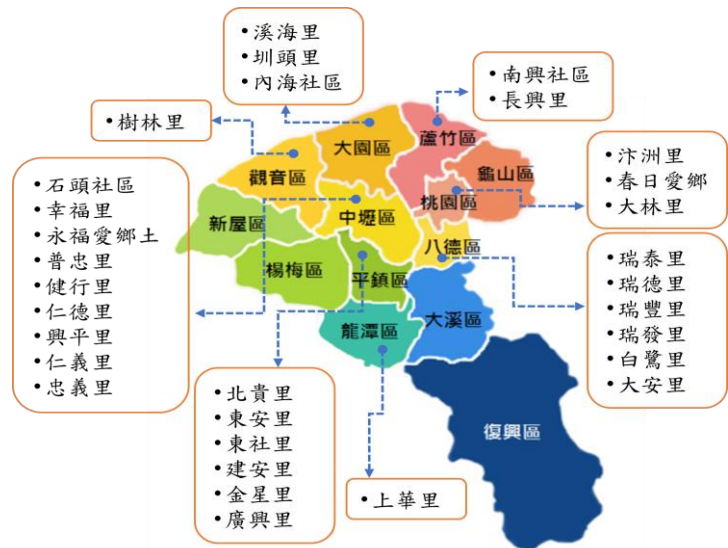 • 溪海里
• 圳頭里
• 內海社區
• 南興社區
• 長興里
• 樹林里
• 汴洲里
• 春日愛鄉
• 大林里
• 石頭社區
• 幸福里
• 永福愛鄉土
• 普忠里
• 健行里
• 仁德里
• 興平里
• 仁義里
• 忠義里
大園區
蘆竹區
龜山區
觀音區
桃園區
中壢區
新屋區
八德區
楊梅區
平鎮區
龍潭區
大溪區
復興區
• 瑞泰里
• 瑞德里
• 瑞豐里
• 瑞發里
• 白鷺里
• 大安里
• 北貴里
• 東安里
• 東社里
• 建安里
• 金星里
• 廣興里
• 上華里